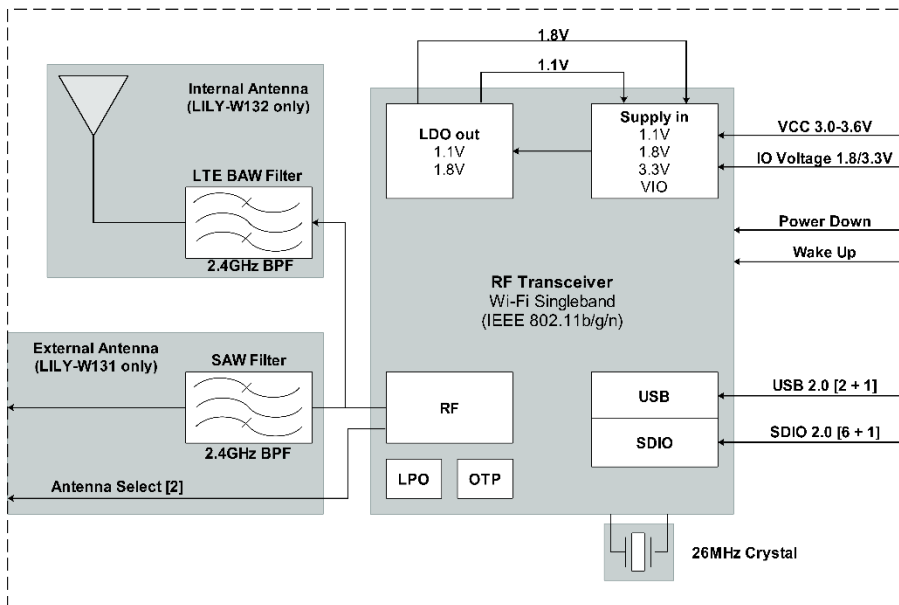 1.8V
1.1V
Internal Antenna
(LILY-W132 only)
LTE BAW Filter
2.4GHz BPF
LDO out
1.1V
1.8V
Supply in
1.1V
1.8V
3.3V
VIO
VCC 3.0-3.6V
IO Voltage 1.8/3.3V
Power Down
Wake Up
RF Transceiver
Wi-Fi Singleband
(IEEE 802.11b/g/n)
External Antenna
(LILY-W131 only)
SAW Filter
2.4GHz BPF
Antenna Select [2]
RF
LPO
OTP
USB
SDIO
USB 2.0 [2 + 1]
SDIO 2.0 [6 + 1]
26MHz Crystal